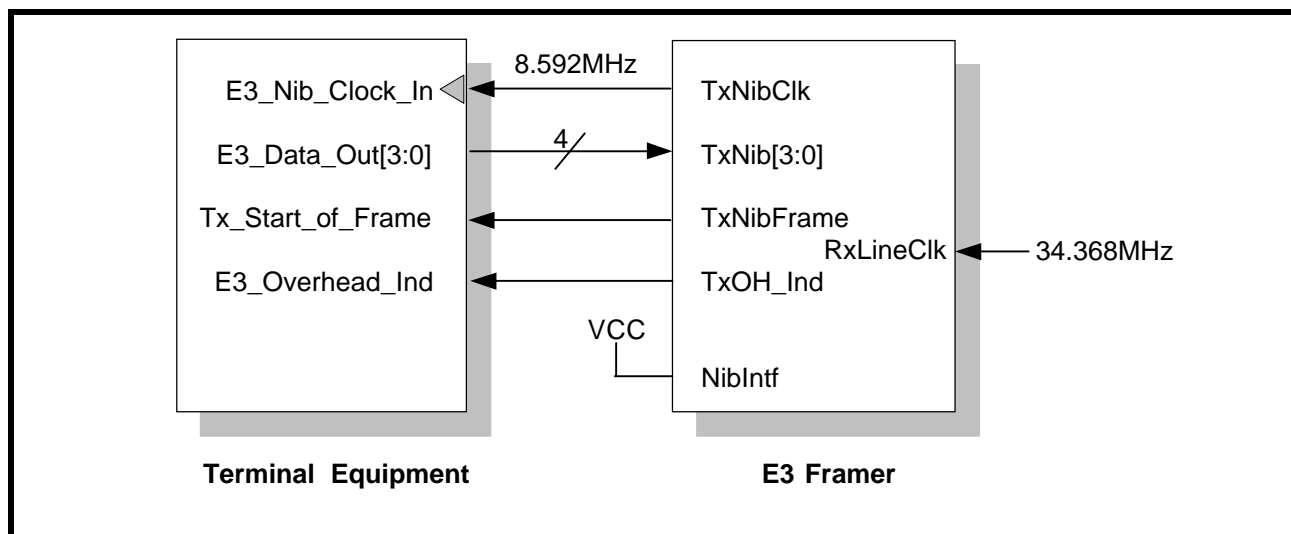 8.592MHz
E3_Nib_Clock_In
TxNibClk
4
E3_Data_Out[3:0]
TxNib[3:0]
Tx_Start_of_Frame
TxNibFrame
RxLineClk
34.368MHz
E3_Overhead_Ind
TxOH_Ind
VCC
NibIntf
Terminal Equipment
E3 Framer